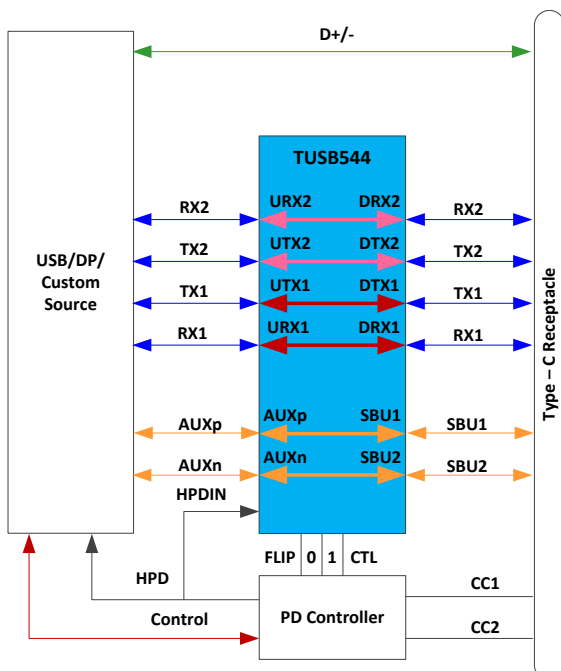 D+/-
TUSB544
RX2 URX2 DRX2 RX2
TX2 UTX2 DTX2 TX2
USB/DP/
Custom
Source
TX1 UTX1 DTX1 TX1
RX1 URX1 DRX1 RX1
Type – C Receptacle
AUXp AUXp SBU1 SBU1
AUXn AUXn SBU2 SBU2
HPDIN
FLIP 0 1 CTL
HPD
CC1
Control
PD Controller
CC2